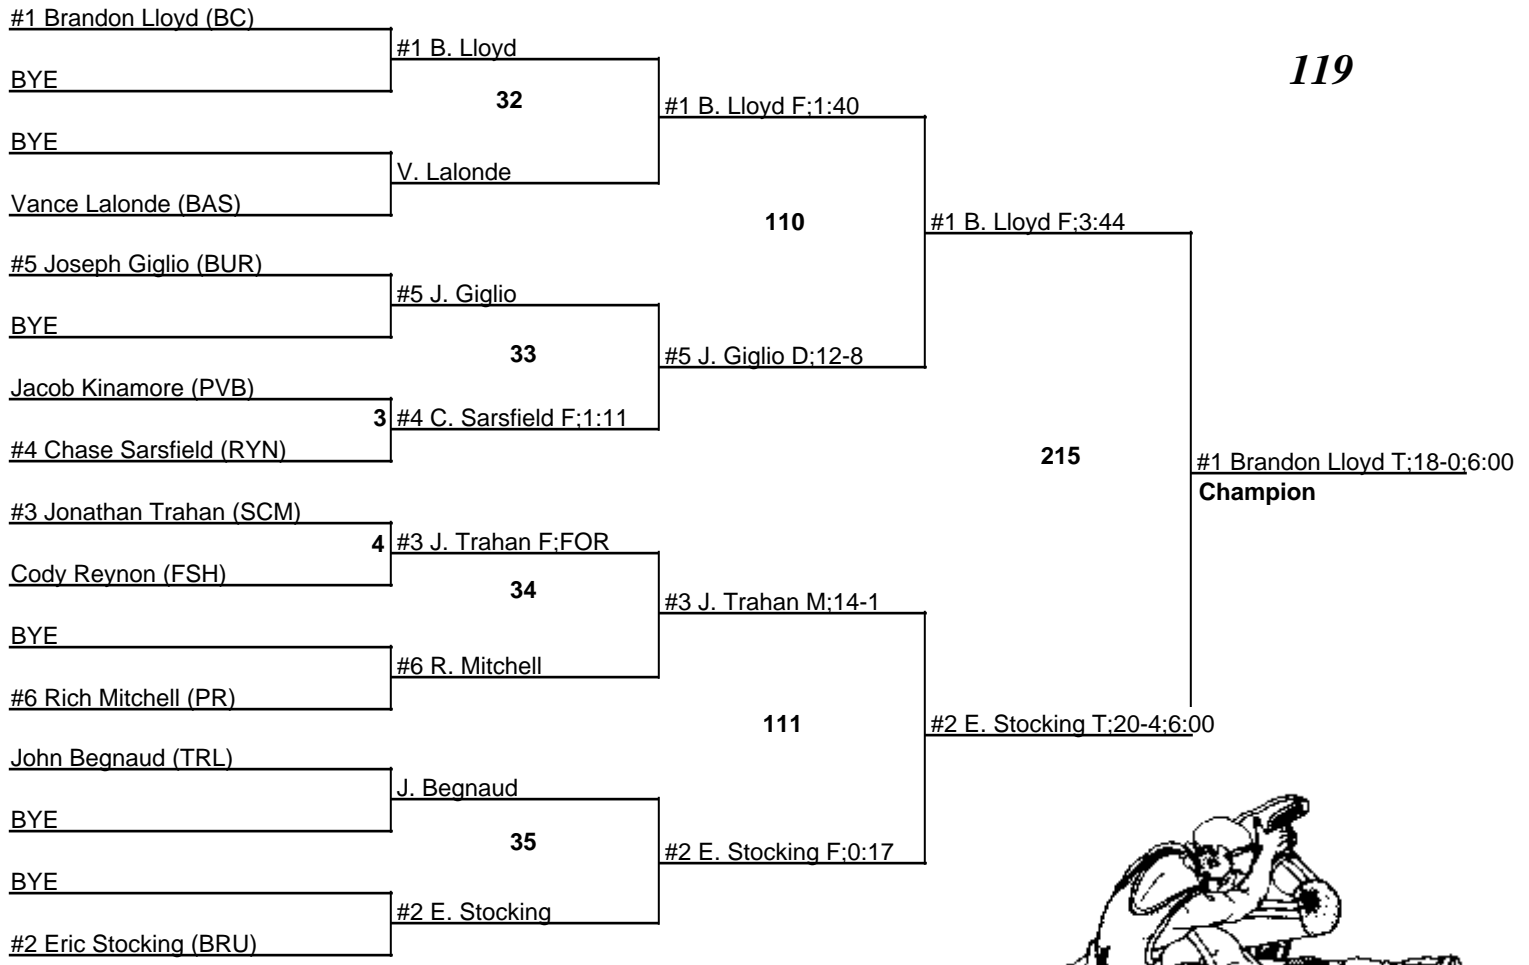 #1 Brandon Lloyd (BC)
#1 B. Lloyd
119
BYE
32
#1 B. Lloyd F;1:40
BYE
V. Lalonde
Vance Lalonde (BAS)
110
#1 B. Lloyd F;3:44
#5 Joseph Giglio (BUR)
#5 J. Giglio
BYE
33
#5 J. Giglio D;12-8
Jacob Kinamore (PVB)
3 #4 C. Sarsfield F;1:11
#4 Chase Sarsfield (RYN)
215
#1 Brandon Lloyd T;18-0;6:00
Champion
#3 Jonathan Trahan (SCM)
4 #3 J. Trahan F;FOR
Cody Reynon (FSH)
34
#3 J. Trahan M;14-1
BYE
#6 R. Mitchell
#6 Rich Mitchell (PR)
111
#2 E. Stocking T;20-4;6:00
John Begnaud (TRL)
J. Begnaud
BYE
35
#2 E. Stocking F;0:17
BYE
#2 E. Stocking
#2 Eric Stocking (BRU)